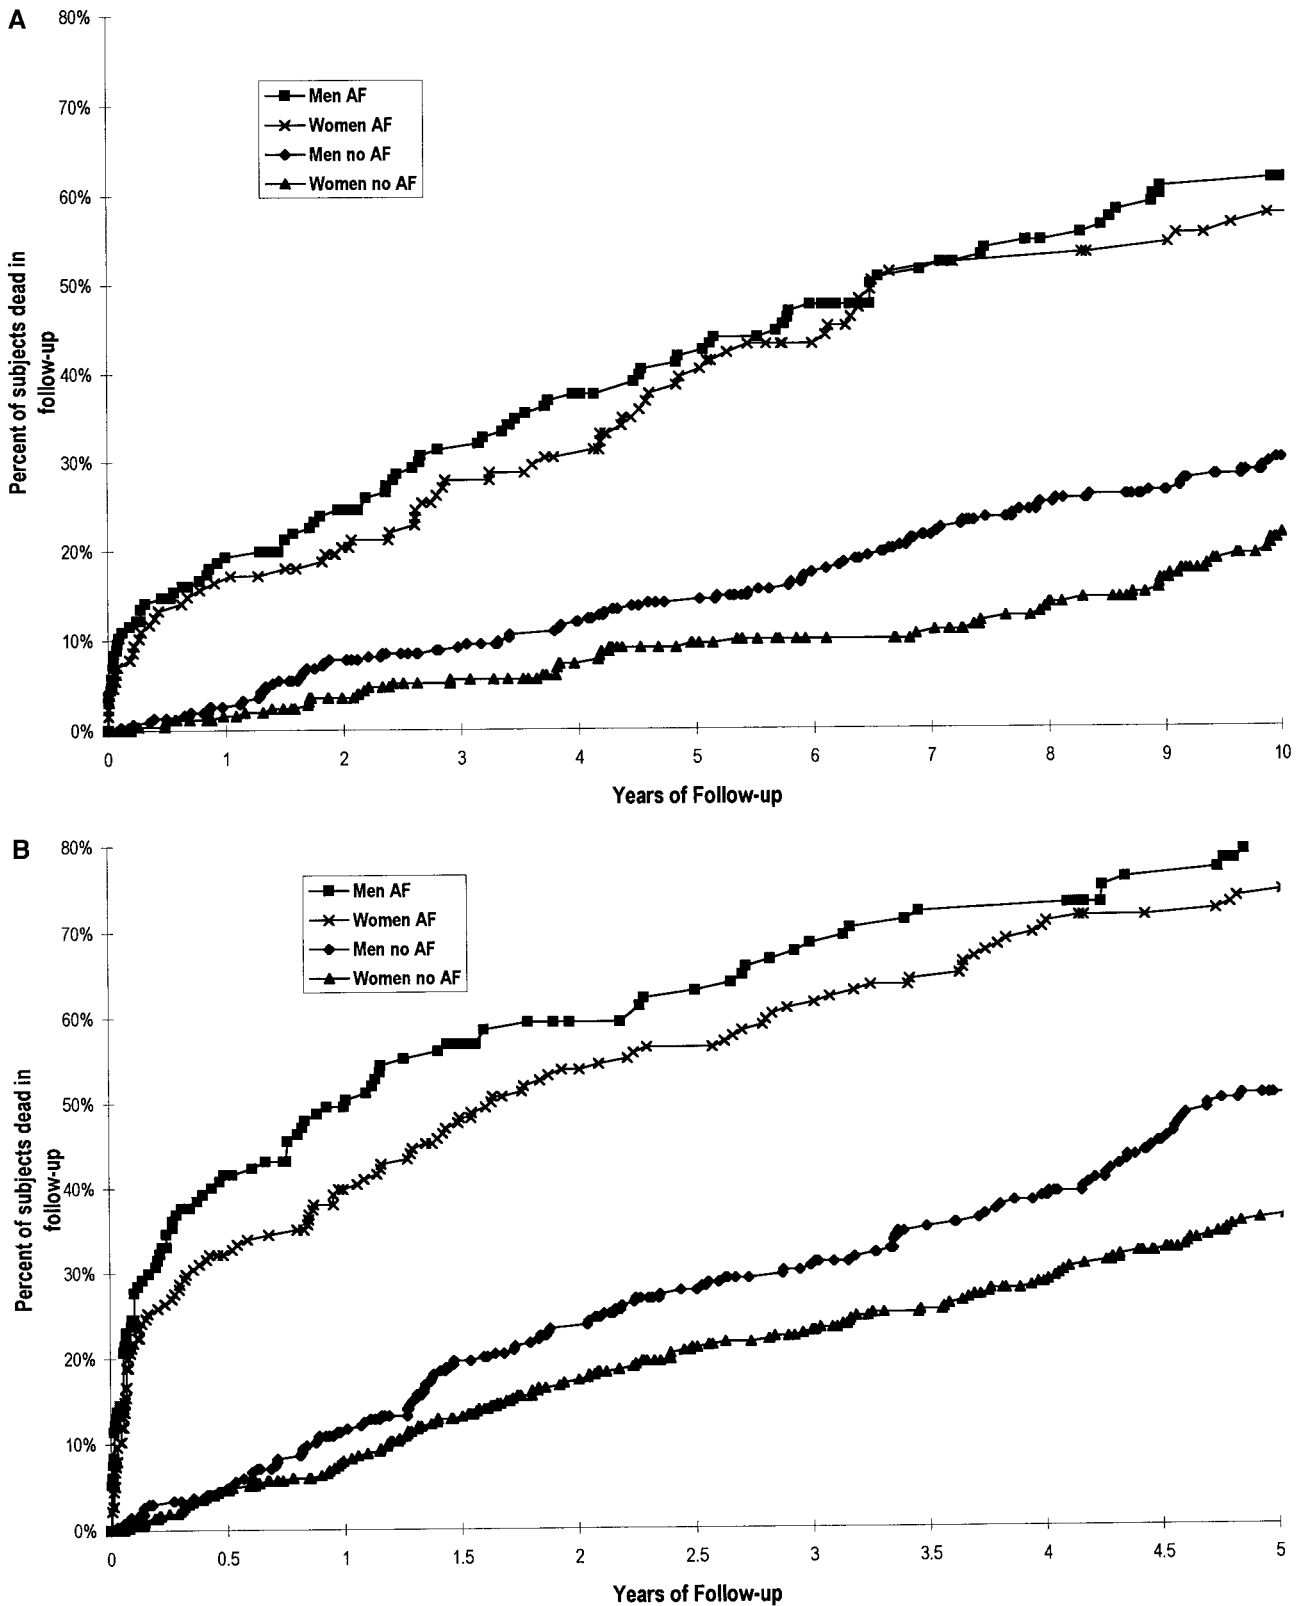 A
80%
70%
60%
50%
40%
30%
20%
10%
0%
Percent of subjects dead in
follow-up
Men AF
Women AF
Men no AF
Women no AF
0 1 2 3 4 5 6 7 8 9 10
Years of Follow-up
B
80%
70%
60%
50%
40%
30%
20%
10%
0%
Percent of subjects dead in
follow-up
Men AF
Women AF
Men no AF
Women no AF
0 0.5 1 1.5 2 2.5 3 3.5 4 4.5 5
Years of Follow-up